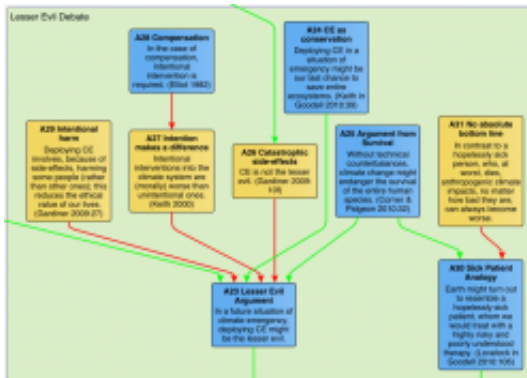 Lesser Evil Debate
A28 Compensation
In the case of
compensation,
intentional
intervention is
required. (Elliot 1982)
A24 CE as
conservation
Deploying CE in a
situation of
emergency might be
our last chance to
save entire
ecosystems. (Keith in
Goodell 2010:39)
A29 Intentional
harm
Deploying CE
involves, because of
side-effects, harming
some people (rather
than other ones); this
reduces the ethical
value of our lives.
(Gardiner 2009:27)
A27 Intention
makes a difference
Intentional
interventions into the
climate system are
(morally) worse than
unintentional ones.
(Keith 2000)
A26 Catastrophic
side-effects
CE is not the lesser
evil. (Gardiner 2009:
A25 Argument from
Survival
Without technical
counterbalances,
climate change might
endanger the survival
of the entire human
species. (Corner &
Pidgeon 2010:32)
A31 No absolute
bottom line
In contrast to a
hopelessly sick
person, who, all at
worst, dies,
anthropogenic climate
impacts, no matter
how bad they are,
can always become
worse.
A23 Lesser Evil
Argument
In a future situation of
climate emergency,
deploying CE might
be the lesser evil.
A30 Sick Patient
Analogy
Earth might turn out
to resemble a
hopelessly sick
patient, whom we
would treat with a
highly risky and
poorly understood
therapy. (Lovelock in
Goodell 2010:106)